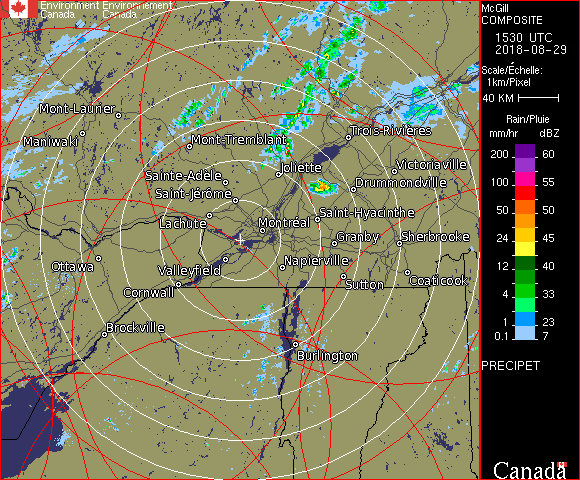 Environment Environnement
Canada Canada
McGill
COMPOSITE
1530 UTC
2018-08-29
Scale/Échelle:
1km/Pixel
40 KM
Rain/Pluie
mm/hr dBZ
200 60
100 55
50 50
24 45
12 40
4 33
1 23
0.1 7
PRECIPET
Canada
Mont-Laurier
Maniwaki
Mont-Tremblant
Trois-Rivières
Joliette
Victoriaville
Sainte-Adèle
Drummondville
Saint-Jérôme
Saint-Hyacinthe
Lachute
Montréal
Granby
Sherbrooke
Ottawa
Valleyfield
Napierville
Cornwall
Sutton
Coaticook
Brockville
Burlington